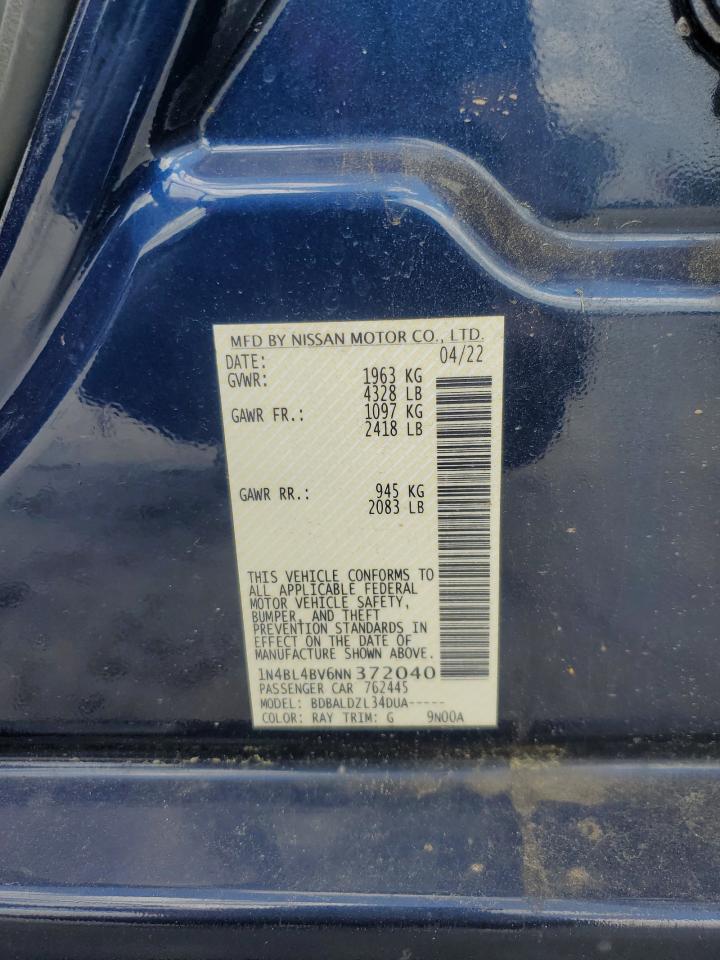 MFD BY NISSAN MOTOR CO., LTD.
DATE: 04/22
GVWR: 1963 KG
4328 LB
GAWR FR.: 1097 KG
2418 LB
GAWR RR.: 945 KG
2083 LB
THIS VEHICLE CONFORMS TO
ALL APPLICABLE FEDERAL
MOTOR VEHICLE SAFETY,
BUMPER, AND THEFT
PREVENTION STANDARDS IN
EFFECT ON THE DATE OF
MANUFACTURE SHOWN ABOVE.
1N4BL4BV6NN372040
PASSENGER CAR 762445
MODEL: BDBALDZL34DUA-----
COLOR: RAY TRIM: G 9N00A